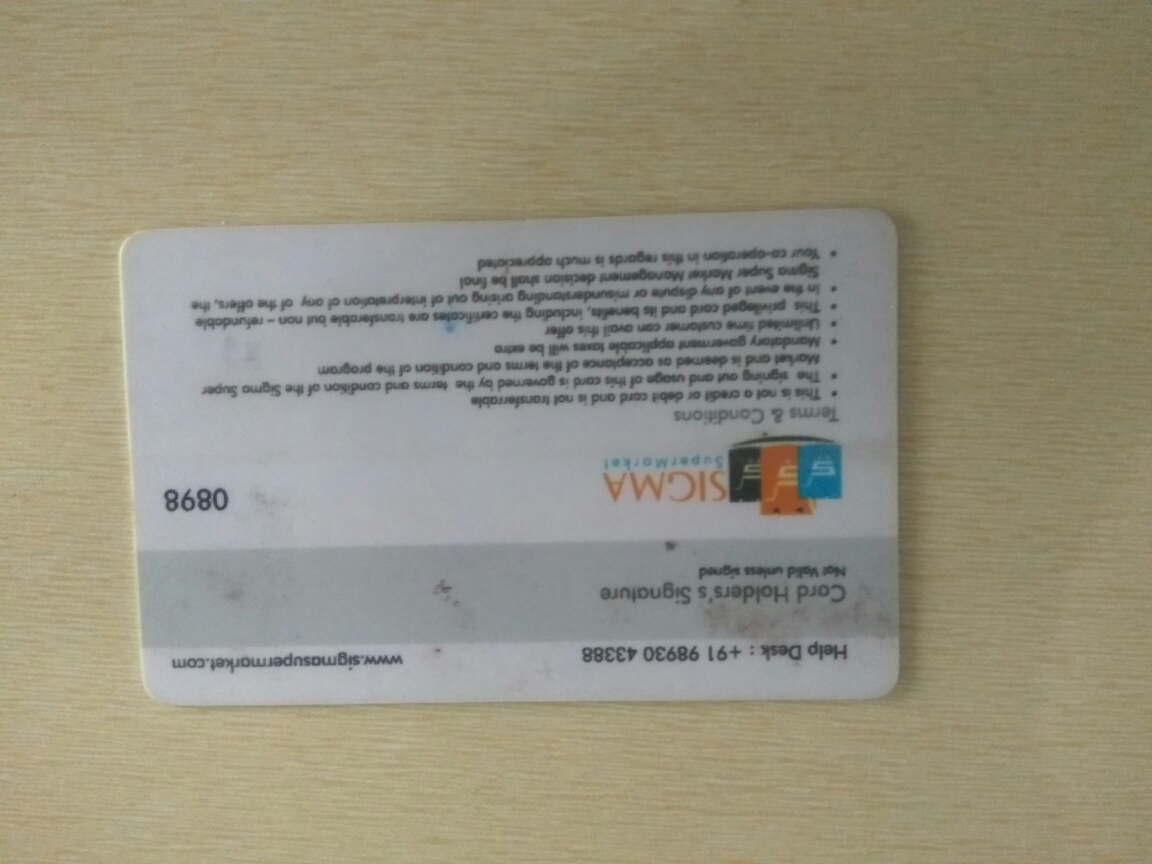 Help Desk : +91 98930 43388 www.sigmasupermarket.com
Card Holders's Signature
Not Valid unless signed
SIGMA
SuperMarket
0898
Terms & Conditions
• This is not a credit or debit card and is not transferrable
• The signing out and usage of this card is governed by the terms and condition of the Sigma Super
Market and is deemed as acceptance of the terms and condition of the program
• Mandatory goverment applicable taxes will be extra
• Unlimited time customer can avail this offer
• This privileged card and its benefits, including the certificates are transferable but non – refundable
• In the event of any dispute or misunderstanding arising out of interpretation of any of the offers, the
Sigma Super Market Management decision shall be final
• Your co-operation in this regards is much appreciated